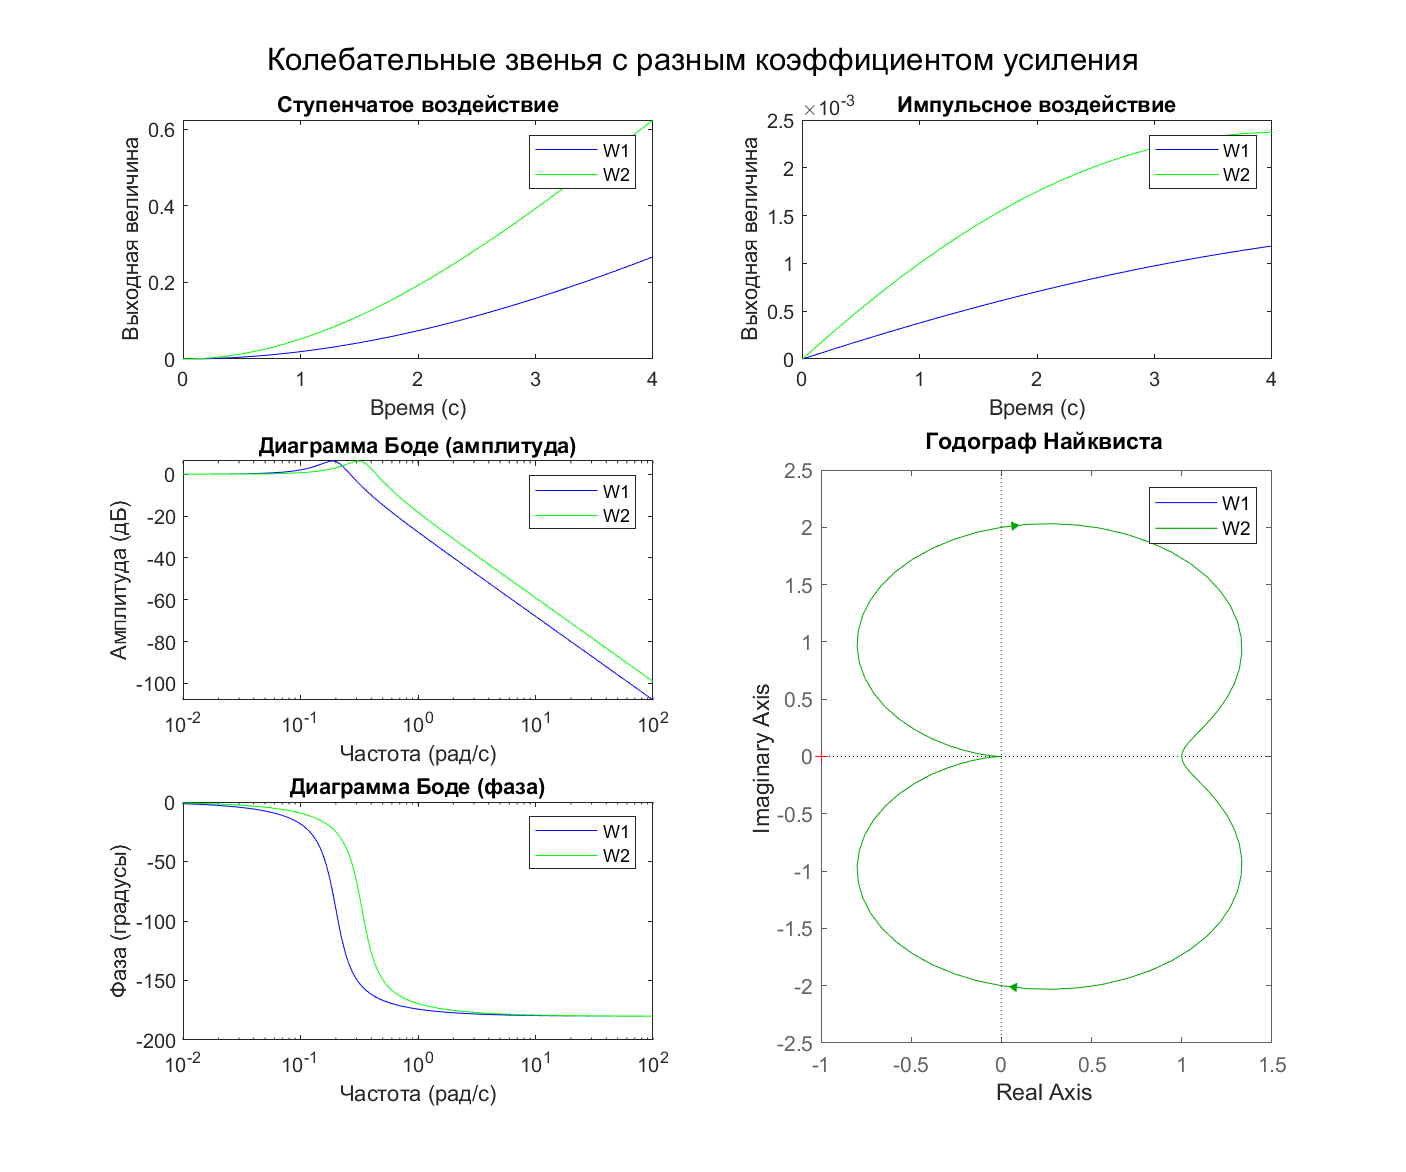 Колебательные звенья с разным коэффициентом усиления
Ступенчатое воздействие
Выходная величина
0.6
0.4
0.2
0
0 1 2 3 4
Время (с)
W1
W2
Импульсное воздействие
×10^-3
Выходная величина
2.5
2
1.5
1
0.5
0
0 1 2 3 4
Время (с)
W1
W2
Диаграмма Боде (амплитуда)
Амплитуда (дБ)
0
-20
-40
-60
-80
-100
10^-2 10^-1 10^0 10^1 10^2
Частота (рад/с)
W1
W2
Диаграмма Боде (фаза)
Фаза (градусы)
0
-50
-100
-150
-200
10^-2 10^-1 10^0 10^1 10^2
Частота (рад/с)
W1
W2
Годограф Найквиста
Imaginary Axis
2.5
2
1.5
1
0.5
0
-0.5
-1
-1.5
-2
-2.5
-1 -0.5 0 0.5 1 1.5
Real Axis
W1
W2